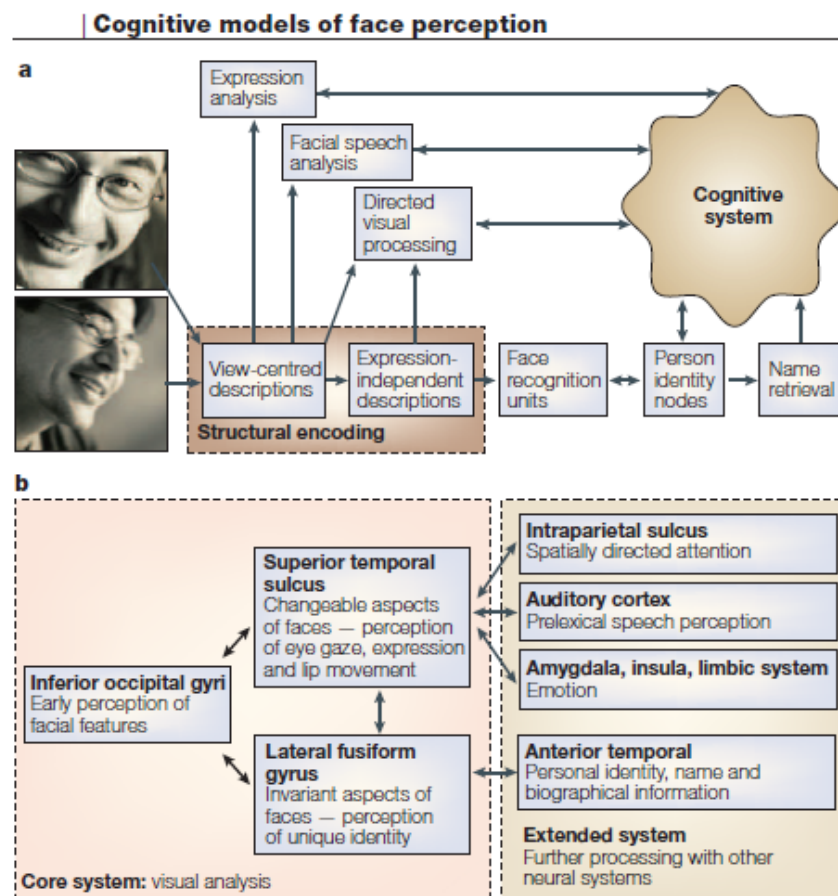 Cognitive models of face perception
a
Expression
analysis
Facial speech
analysis
Directed
visual
processing
Cognitive
system
View-centred
descriptions
Expression-
independent
descriptions
Face
recognition
units
Person
identity
nodes
Name
retrieval
Structural encoding
b
Superior temporal
sulcus
Changeable aspects
of faces — perception
of eye gaze, expression
and lip movement
Inferior occipital gyri
Early perception of
facial features
Lateral fusiform
gyrus
Invariant aspects of
faces — perception
of unique identity
Core system: visual analysis
Intraparietal sulcus
Spatially directed attention
Auditory cortex
Prelexical speech perception
Amygdala, insula, limbic system
Emotion
Anterior temporal
Personal identity, name and
biographical information
Extended system
Further processing with other
neural systems